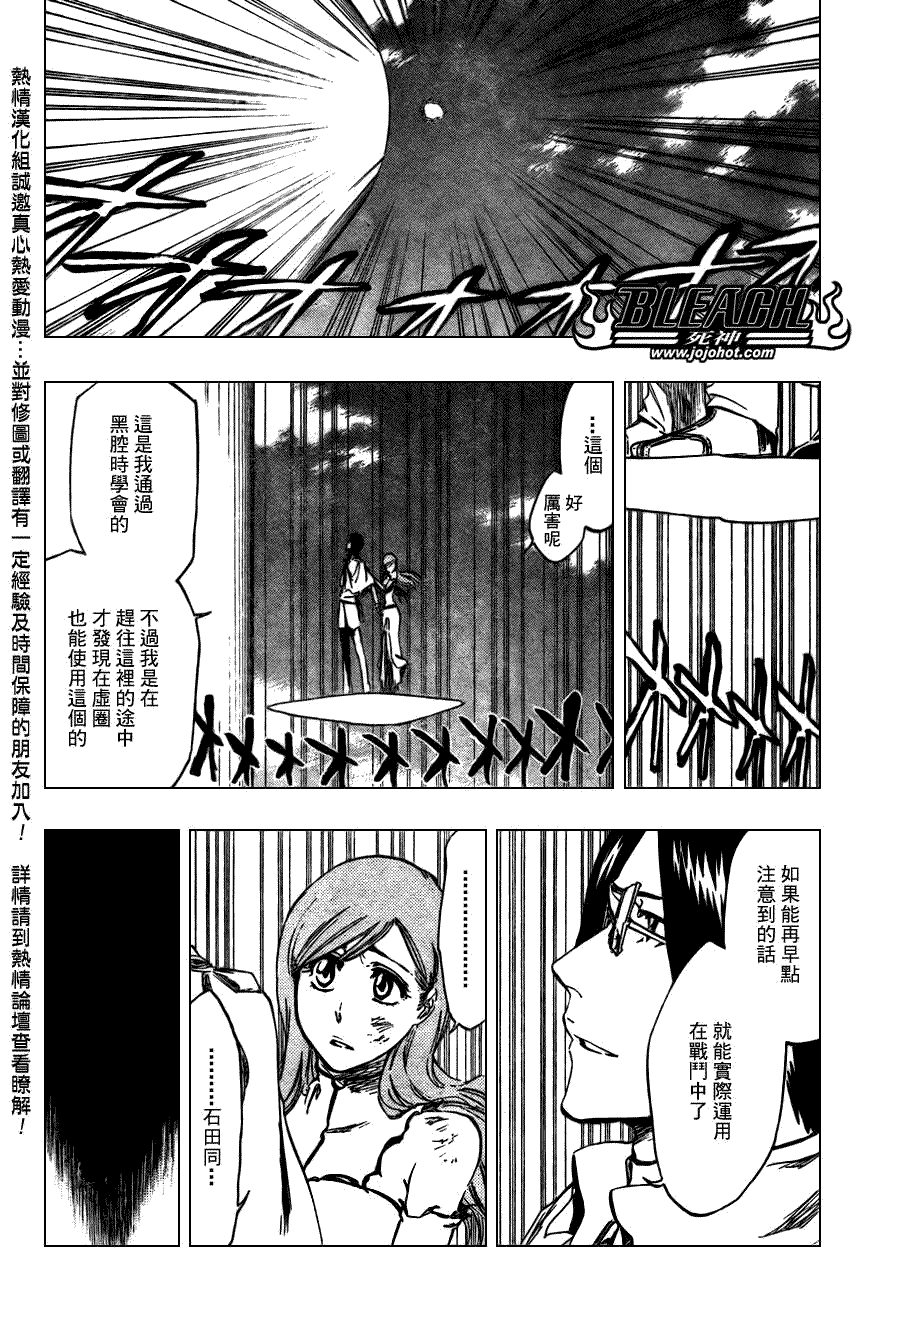 BLEACH
死神
www.jojohot.com
…這個
好
厲害呢
這是我通過
黑腔時學會的
不過我是在
趕往這裡的途中
才發現在虛圈
也能使用這個的
如果能再早點
注意到的話
就能實際運用
在戰鬥中了
………
………石田同…
熱情漢化組誠邀真心熱愛動漫…並對修圖或翻譯有一定經驗及時間保障的朋友加入！ 詳情請到熱情論壇查看瞭解！